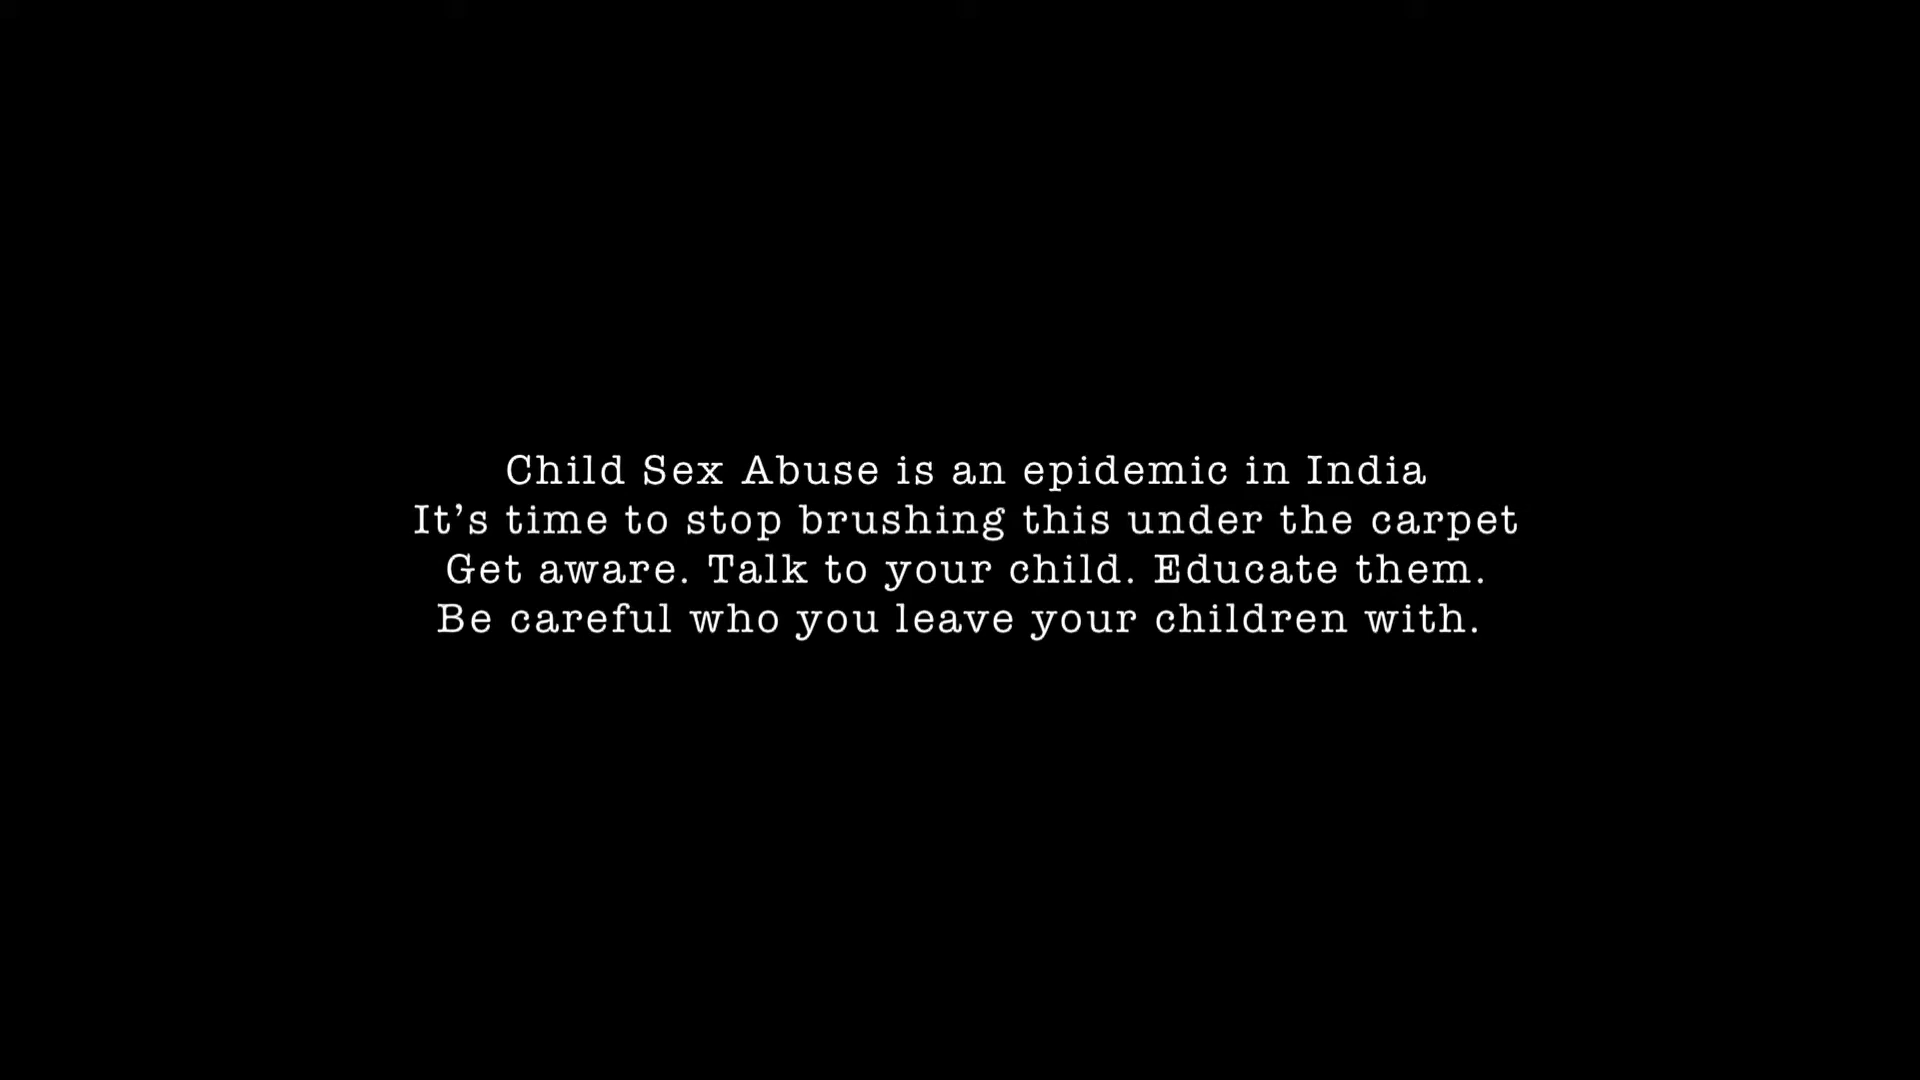 Child Sex Abuse is an epidemic in India
It’s time to stop brushing this under the carpet
Get aware. Talk to your child. Educate them.
Be careful who you leave your children with.